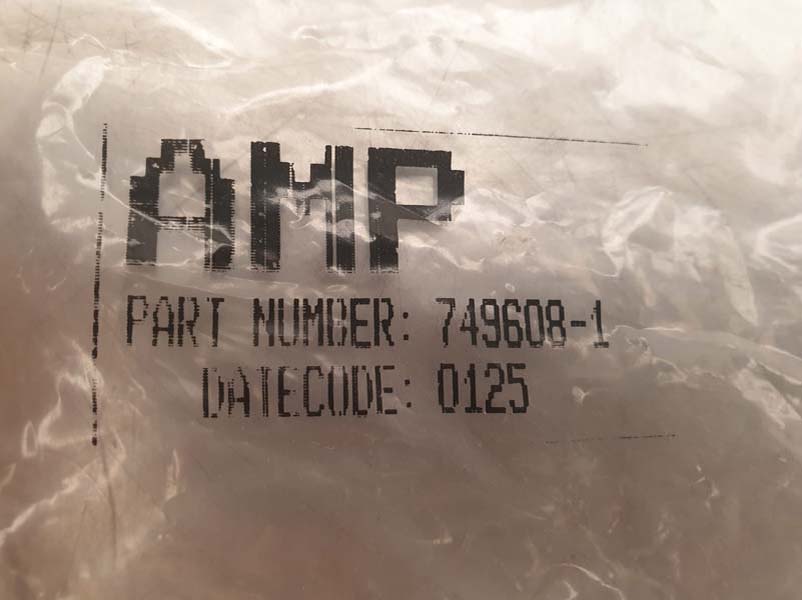 AMP
PART NUMBER: 749608-1
DATECODE: 0125